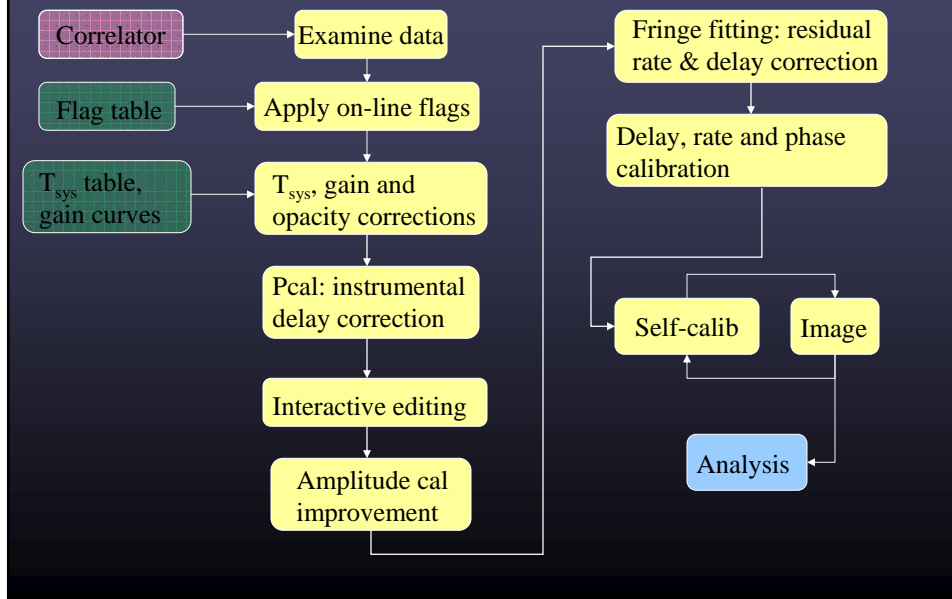 Correlator
Examine data
Flag table
Apply on-line flags
T_sys table,
gain curves
T_sys, gain and
opacity corrections
Pcal: instrumental
delay correction
Interactive editing
Amplitude cal
improvement
Fringe fitting: residual
rate & delay correction
Delay, rate and phase
calibration
Self-calib
Image
Analysis